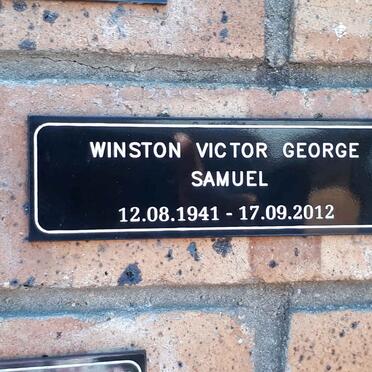 WINSTON VICTOR GEORGE
SAMUEL
12.08.1941 - 17.09.2012